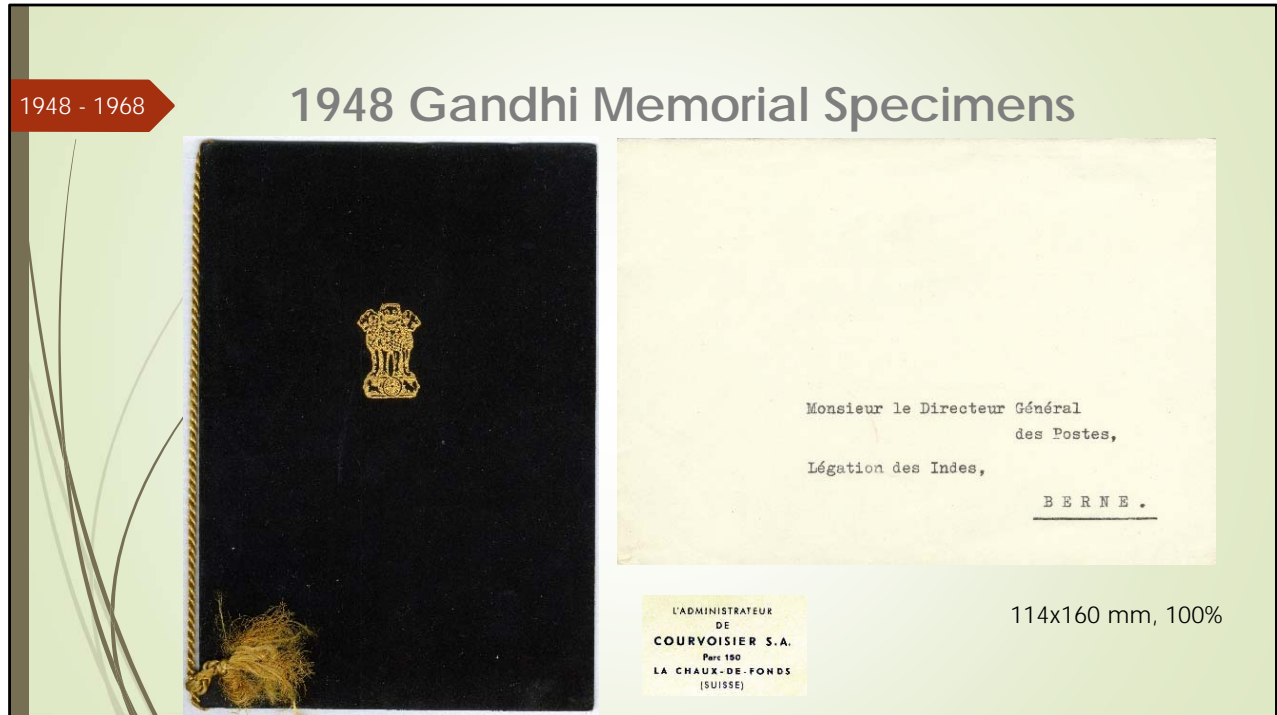 1948 - 1968
1948 Gandhi Memorial Specimens
Monsieur le Directeur Général
des Postes,
Légation des Indes,
BERNE.
L'ADMINISTRATEUR
DE
COURVOISIER S.A.
Parc 150
LA CHAUX-DE-FONDS
(SUISSE)
114x160 mm, 100%